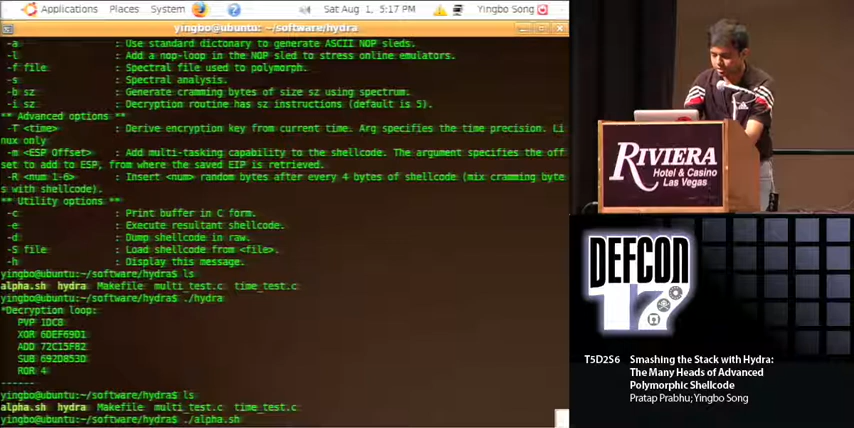 Applications Places System Sat Aug 1, 5:17 PM Yingbo Song
yingbo@ubuntu: ~/software/hydra
-a : Use standard dictonary to generate ASCII NOP sleds.
-l : Add a nop-loop in the NOP sled to stress online emulators.
-f file : Spectral file used to polymorph.
-s : Spectral analysis.
-b sz : Generate cramming bytes of size sz using spectrum.
-i sz : Decryption routine has sz instructions (default is 5).
** Advanced options **
-T <time> : Derive encryption key from current time. Arg specifies the time precision. Li
nux only
-m <ESP Offset> : Add multi-tasking capability to the shellcode. The argument specifies the off
set to add to ESP, from where the saved EIP is retrieved.
-R <num 1-6> : Insert <num> random bytes after every 4 bytes of shellcode (mix cramming byte
s with shellcode).
** Utility options **
-c : Print buffer in C form.
-e : Execute resultant shellcode.
-d : Dump shellcode in raw.
-S file : Load shellcode from <file>.
-h : Display this message.
yingbo@ubuntu:~/software/hydra$ ls
alpha.sh hydra Makefile multi_test.c time_test.c
yingbo@ubuntu:~/software/hydra$ ./hydra
*Decryption loop:
PVP 1DC8
XOR 6DEF69D1
ADD 72C15F82
SUB 692D853D
ROR 4
------
yingbo@ubuntu:~/software/hydra$ ls
alpha.sh hydra Makefile multi_test.c time_test.c
yingbo@ubuntu:~/software/hydra$ ./alpha.sh
RIVIERA
Hotel & Casino
Las Vegas
DEFCON
17
T5D2S6 Smashing the Stack with Hydra:
The Many Heads of Advanced
Polymorphic Shellcode
Pratap Prabhu; Yingbo Song